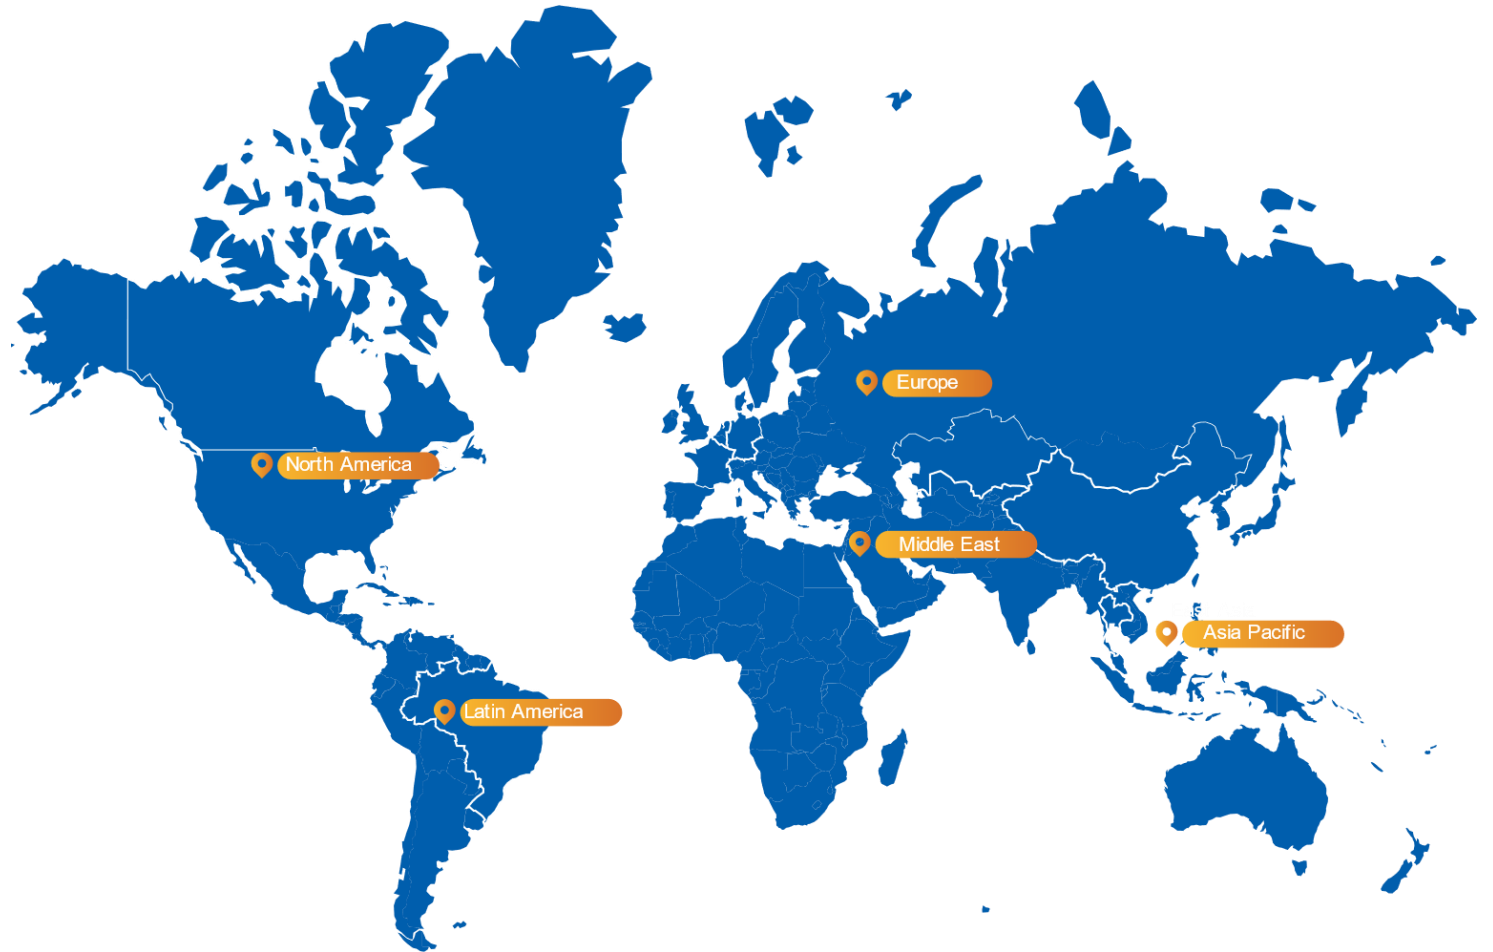 Europe
North America
Middle East
Asia Pacific
Latin America